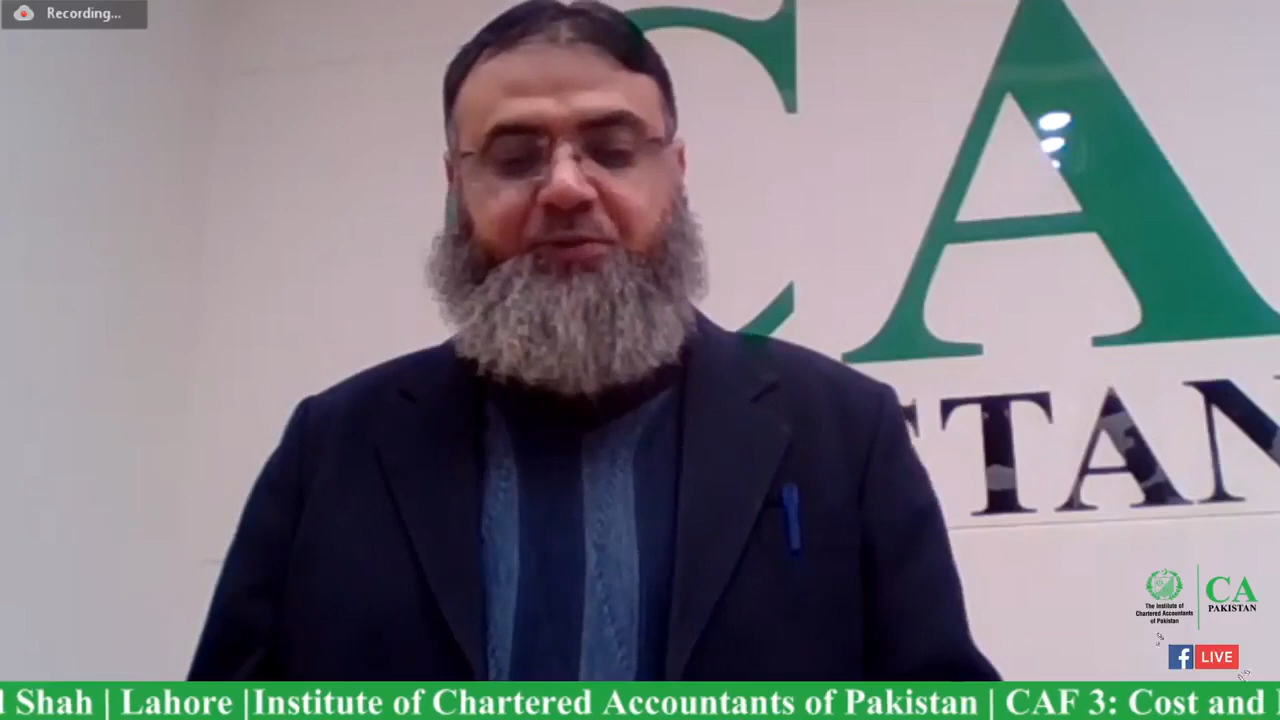 Recording...
CA
STAN
The Institute of
Chartered Accountants
of Pakistan
CA
PAKISTAN
f LIVE
d Shah | Lahore |Institute of Chartered Accountants of Pakistan | CAF 3: Cost and